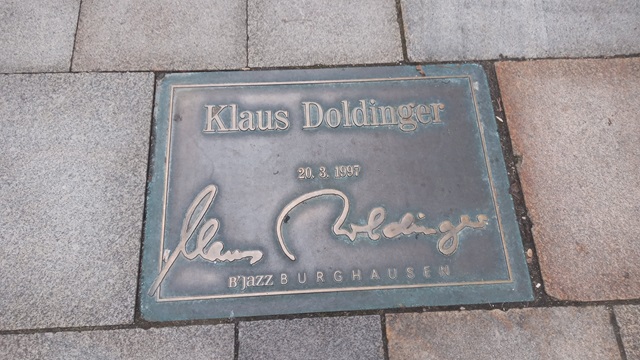 Klaus Doldinger
20. 3. 1997
Klaus Doldinger
B'jazz BURGHAUSEN